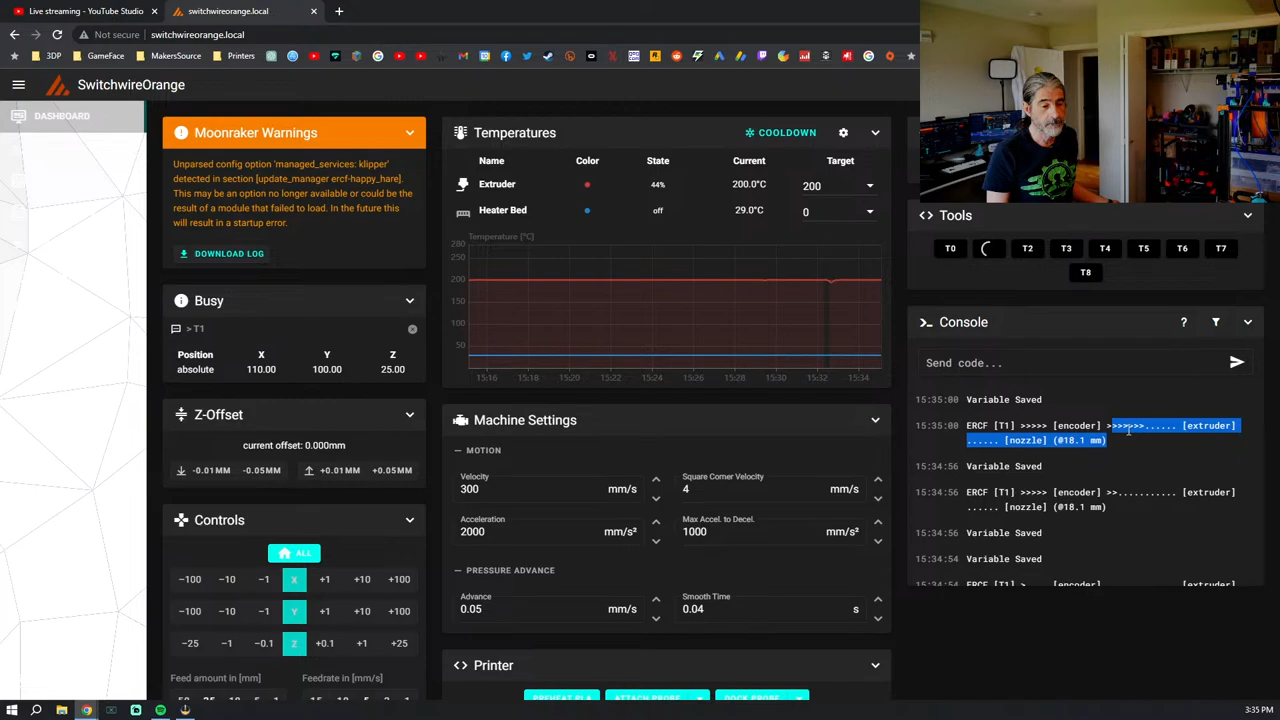 Live streaming - YouTube Studio
switchwireorange.local
Not secure
switchwireorange.local
3DP
GameFace
MakersSource
Printers
SwitchwireOrange
DASHBOARD
Moonraker Warnings
Unparsed config option 'managed_services: klipper'
detected in section [update_manager ercf-happy_hare].
This may be an option no longer available or could be the
result of a module that failed to load. In the future this
will result in a startup error.
DOWNLOAD LOG
Busy
> T1
Position X Y Z
absolute 110.00 100.00 25.00
Z-Offset
current offset: 0.000mm
-0.01MM -0.05MM +0.01MM +0.05MM
Controls
ALL
-100 -10 -1 X +1 +10 +100
-100 -10 -1 Y +1 +10 +100
-25 -1 -0.1 Z +0.1 +1 +25
Feed amount in [mm] Feedrate in [mm/s]
Temperatures
COOLDOWN
Name Color State Current Target
Extruder 44% 200.0°C 200
Heater Bed off 29.0°C 0
Temperature [°C]
280
250
200
150
100
50
15:16 15:18 15:20 15:22 15:24 15:26 15:28 15:30 15:32 15:34
Machine Settings
MOTION
Velocity Square Corner Velocity
300 mm/s 4 mm/s
Acceleration Max Accel. to Decel.
2000 mm/s² 1000 mm/s²
PRESSURE ADVANCE
Advance Smooth Time
0.05 mm/s 0.04 s
Printer
PREHEAT PLA ATTACH PROBE DOCK PROBE
Tools
T0 T2 T3 T4 T5 T6 T7
T8
Console
Send code...
15:35:00 Variable Saved
15:35:00 ERCF [T1] >>>>> [encoder] >>>>>>>...... [extruder]
...... [nozzle] (@18.1 mm)
15:34:56 Variable Saved
15:34:56 ERCF [T1] >>>>> [encoder] >>........... [extruder]
...... [nozzle] (@18.1 mm)
15:34:56 Variable Saved
15:34:54 Variable Saved
3:35 PM